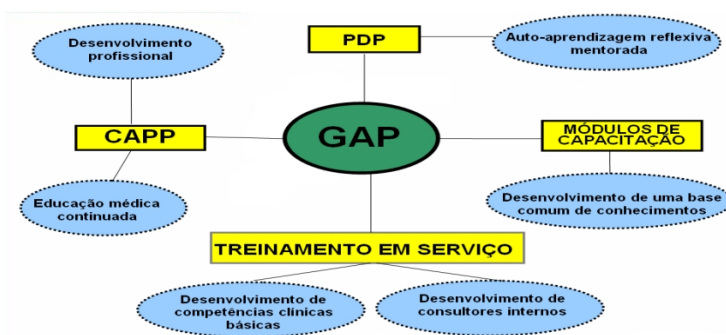 Desenvolvimento
profissional
PDP
Auto-aprendizagem reflexiva
mentorada
CAPP
GAP
MÓDULOS DE
CAPACITAÇÃO
Educação médica
continuada
Desenvolvimento de uma base
comum de conhecimentos
TREINAMENTO EM SERVIÇO
Desenvolvimento de
competências clínicas
básicas
Desenvolvimento de
consultores internos